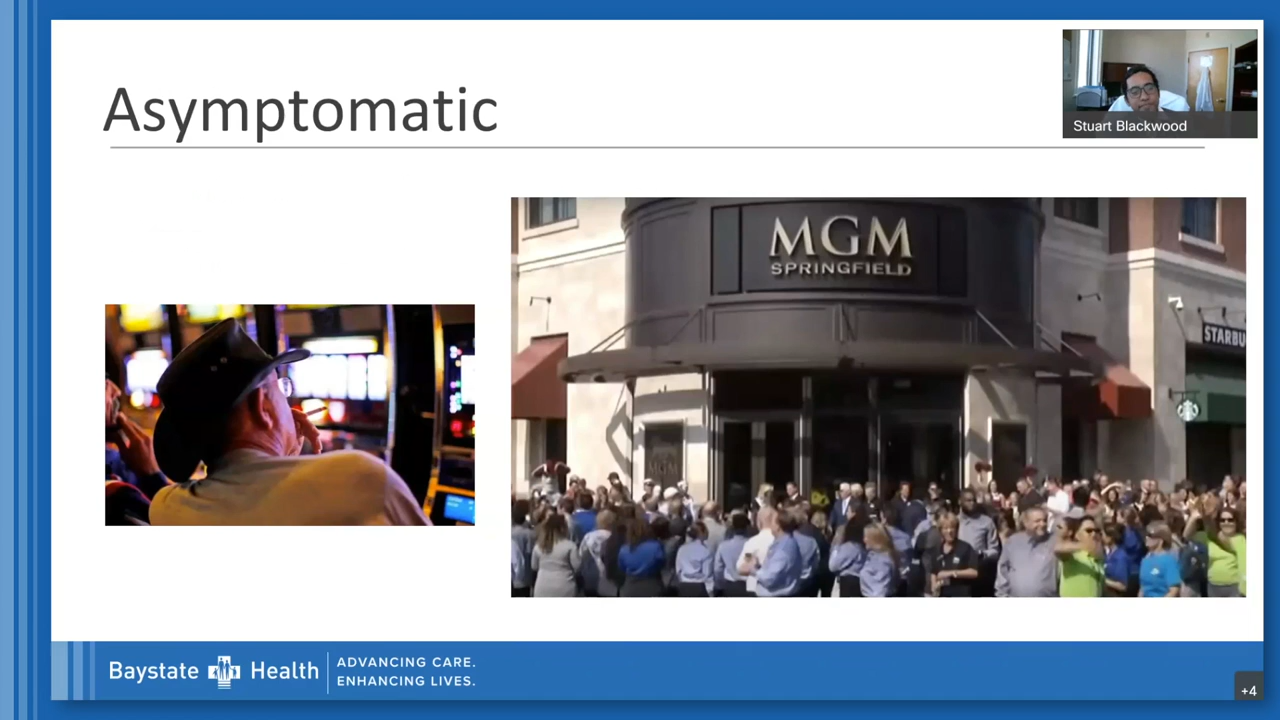 Asymptomatic
Stuart Blackwood
MGM
SPRINGFIELD
STARBU
Baystate Health
ADVANCING CARE.
ENHANCING LIVES.
+4